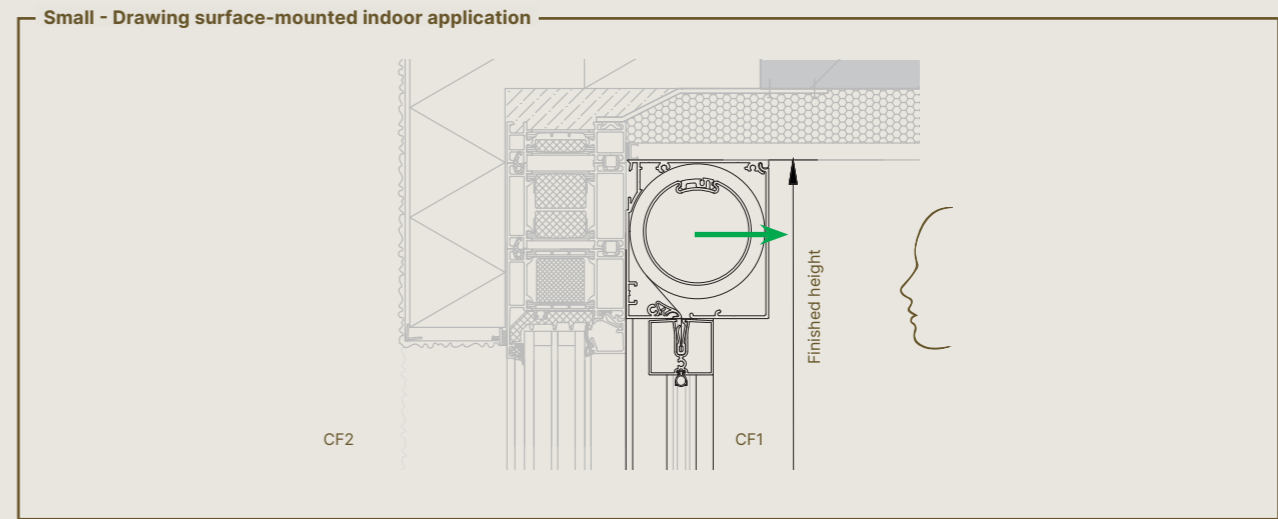 Small - Drawing surface-mounted indoor application
Finished height
CF2
CF1